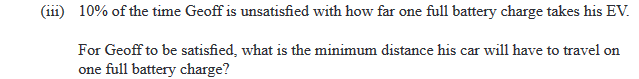 (iii) 10% of the time Geoff is unsatisfied with how far one full battery charge takes his EV.
For Geoff to be satisfied, what is the minimum distance his car will have to travel on
one full battery charge?